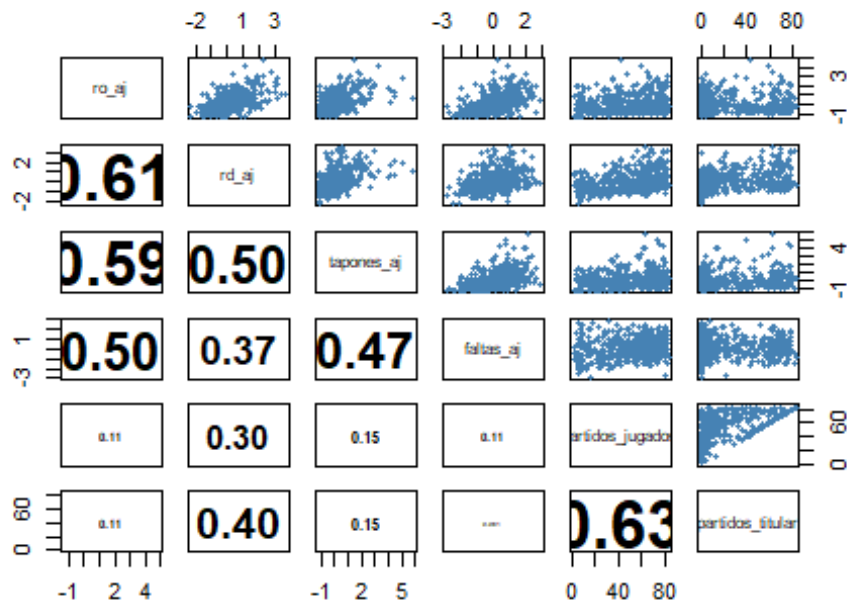 -2 1 3 -3 0 2 0 40 80
ro_aj 3 -1
2 -2 0.61 rd_aj
0.59 0.50 tapones_aj 4 -1
1 -3 0.50 0.37 0.47 faltas_aj
0.11 0.30 0.15 0.11 artidos_jugado 60 0
60 0 0.11 0.40 0.15 0.63 partidos_titular
-1 2 4 -1 2 5 0 40 80